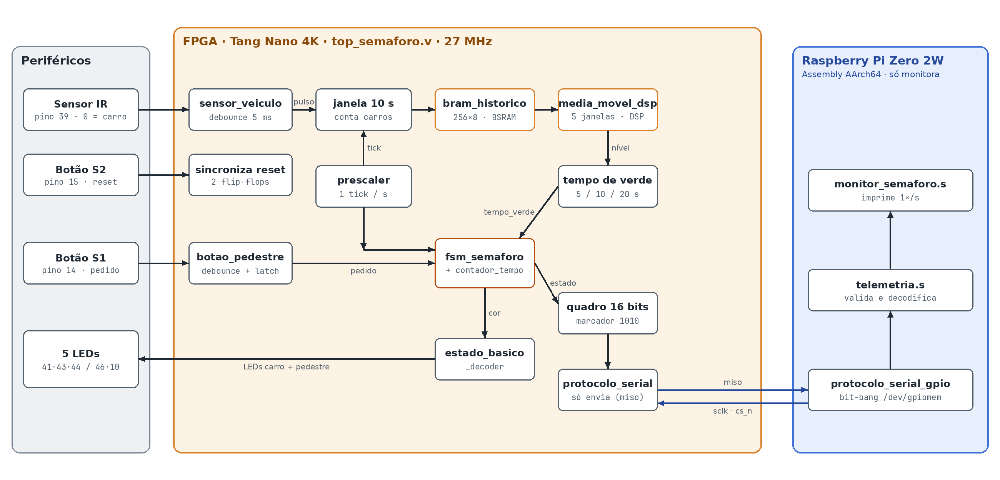 Periféricos
Sensor IR
pino 39 · 0 = carro
Botão S2
pino 15 · reset
Botão S1
pino 14 · pedido
5 LEDs
41·43·44 / 46·10
FPGA · Tang Nano 4K · top_semaforo.v · 27 MHz
sensor_veiculo
debounce 5 ms
pulso
janela 10 s
conta carros
bram_historico
256×8 · BSRAM
media_movel_dsp
5 janelas · DSP
tick
nível
sincroniza reset
2 flip-flops
prescaler
1 tick / s
tempo de verde
5 / 10 / 20 s
tempo_verde
botao_pedestre
debounce + latch
pedido
fsm_semaforo
+ contador_tempo
estado
cor
quadro 16 bits
marcador 1010
estado_basico
_decoder
LEDs carro + pedestre
protocolo_serial
só envia (miso)
miso
sclk · cs_n
Raspberry Pi Zero 2W
Assembly AArch64 · só monitora
monitor_semaforo.s
imprime 1×/s
telemetria.s
valida e decodifica
protocolo_serial_gpio
bit-bang /dev/gpiomem